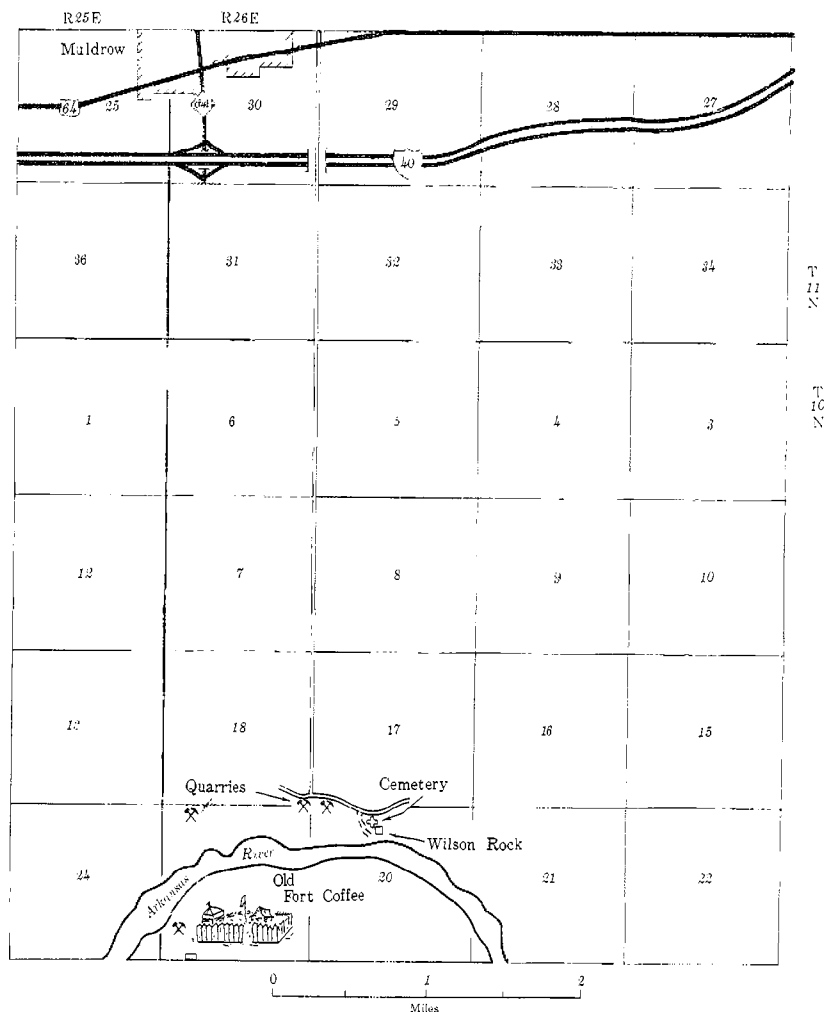 R25E R26E
Muldrow
64 25 30 29 28 27
40
36 31 32 33 34
T
11
N
T
10
N
1 6 5 4 3
12 7 8 9 10
13 18 17 16 15
Quarries Cemetery
Wilson Rock
River
24 20 21 22
Arkansas
Old
Fort Coffee
0 1 2
Miles